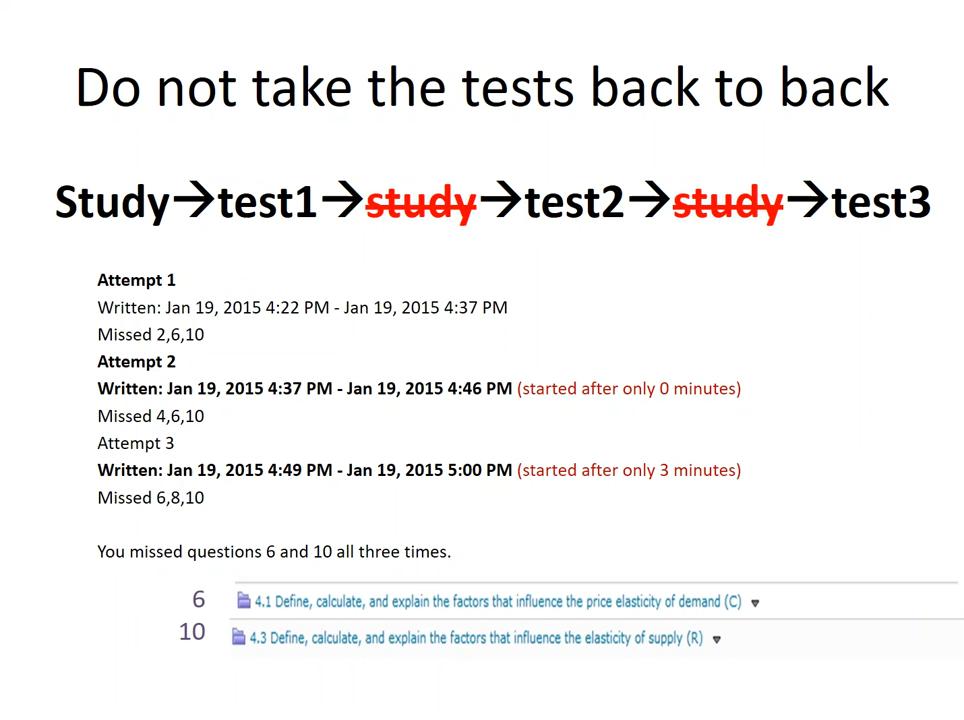 Do not take the tests back to back
Study→test1→study→test2→study→test3
Attempt 1
Written: Jan 19, 2015 4:22 PM - Jan 19, 2015 4:37 PM
Missed 2,6,10
Attempt 2
Written: Jan 19, 2015 4:37 PM - Jan 19, 2015 4:46 PM (started after only 0 minutes)
Missed 4,6,10
Attempt 3
Written: Jan 19, 2015 4:49 PM - Jan 19, 2015 5:00 PM (started after only 3 minutes)
Missed 6,8,10
You missed questions 6 and 10 all three times.
6 4.1 Define, calculate, and explain the factors that influence the price elasticity of demand (C)
10 4.3 Define, calculate, and explain the factors that influence the elasticity of supply (R)